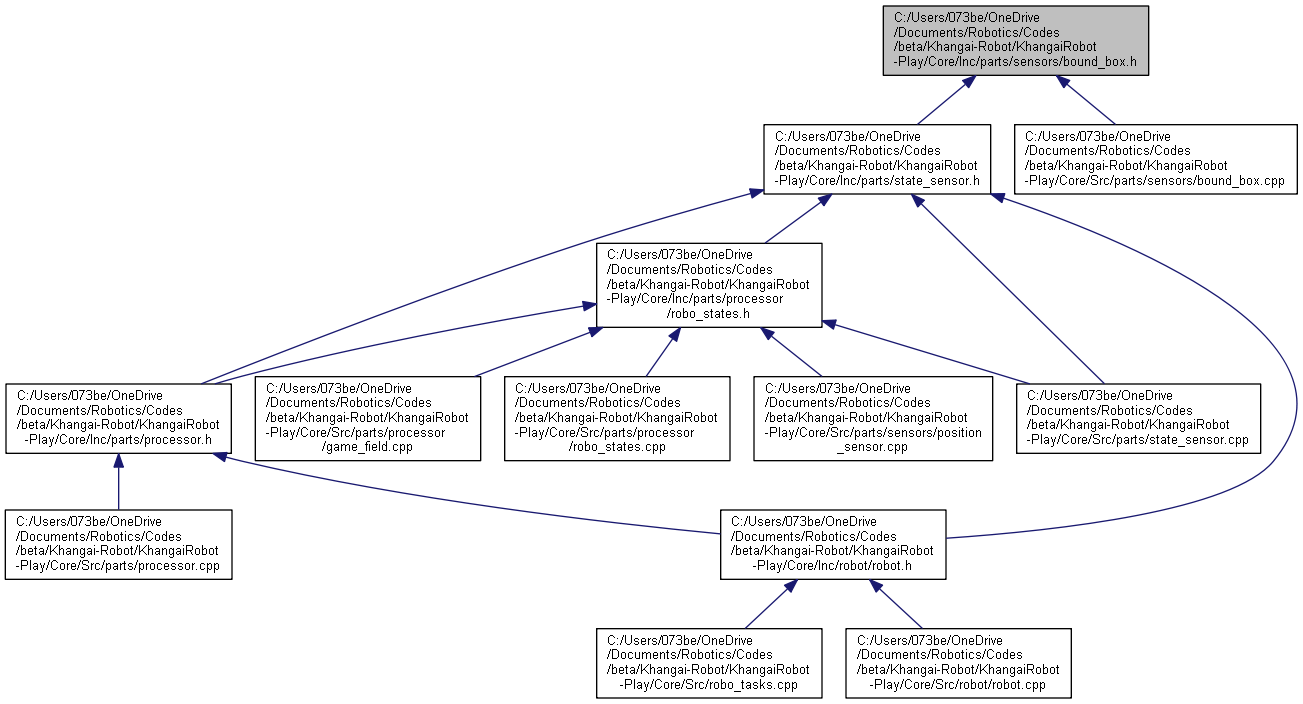 C:/Users/073be/OneDrive
/Documents/Robotics/Codes
/beta/Khangai-Robot/KhangaiRobot
-Play/Core/Inc/parts/sensors/bound_box.h
C:/Users/073be/OneDrive
/Documents/Robotics/Codes
/beta/Khangai-Robot/KhangaiRobot
-Play/Core/Inc/parts/state_sensor.h
C:/Users/073be/OneDrive
/Documents/Robotics/Codes
/beta/Khangai-Robot/KhangaiRobot
-Play/Core/Src/parts/sensors/bound_box.cpp
C:/Users/073be/OneDrive
/Documents/Robotics/Codes
/beta/Khangai-Robot/KhangaiRobot
-Play/Core/Inc/parts/processor
/robo_states.h
C:/Users/073be/OneDrive
/Documents/Robotics/Codes
/beta/Khangai-Robot/KhangaiRobot
-Play/Core/Inc/parts/processor.h
C:/Users/073be/OneDrive
/Documents/Robotics/Codes
/beta/Khangai-Robot/KhangaiRobot
-Play/Core/Src/parts/processor
/game_field.cpp
C:/Users/073be/OneDrive
/Documents/Robotics/Codes
/beta/Khangai-Robot/KhangaiRobot
-Play/Core/Src/parts/processor
/robo_states.cpp
C:/Users/073be/OneDrive
/Documents/Robotics/Codes
/beta/Khangai-Robot/KhangaiRobot
-Play/Core/Src/parts/sensors/position
_sensor.cpp
C:/Users/073be/OneDrive
/Documents/Robotics/Codes
/beta/Khangai-Robot/KhangaiRobot
-Play/Core/Src/parts/state_sensor.cpp
C:/Users/073be/OneDrive
/Documents/Robotics/Codes
/beta/Khangai-Robot/KhangaiRobot
-Play/Core/Src/parts/processor.cpp
C:/Users/073be/OneDrive
/Documents/Robotics/Codes
/beta/Khangai-Robot/KhangaiRobot
-Play/Core/Inc/robot/robot.h
C:/Users/073be/OneDrive
/Documents/Robotics/Codes
/beta/Khangai-Robot/KhangaiRobot
-Play/Core/Src/robo_tasks.cpp
C:/Users/073be/OneDrive
/Documents/Robotics/Codes
/beta/Khangai-Robot/KhangaiRobot
-Play/Core/Src/robot/robot.cpp